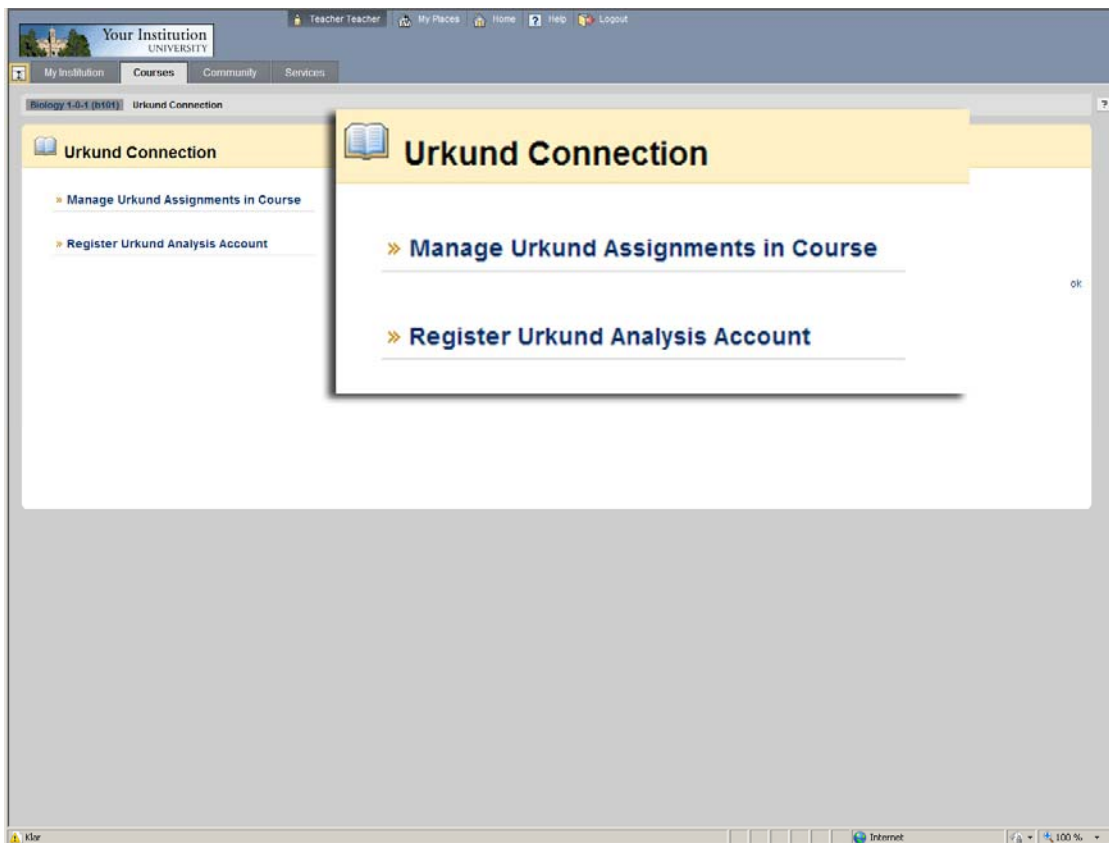 Teacher Teacher My Places Home ? Help Logout
Your Institution
UNIVERSITY
My Institution Courses Community Services
Biology 1-0-1 (b101) Urkund Connection ?
Urkund Connection
» Manage Urkund Assignments in Course
» Register Urkund Analysis Account
Urkund Connection
» Manage Urkund Assignments in Course
» Register Urkund Analysis Account
ok
Klar Internet 100 %